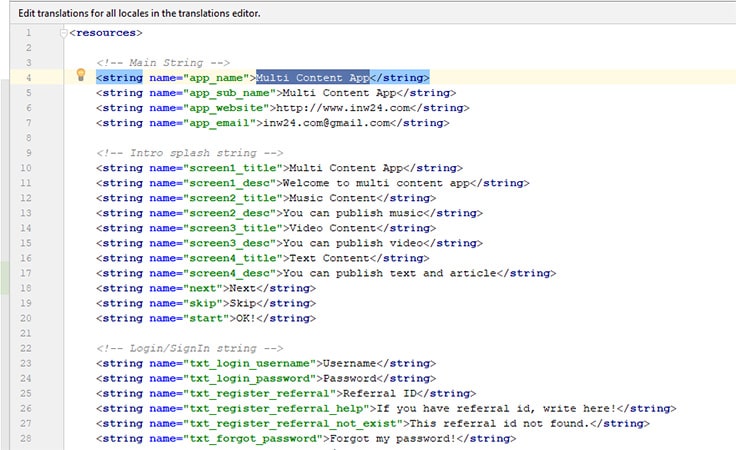 Edit translations for all locales in the translations editor.
1 <resources>
2
3 <!-- Main String -->
4 <string name="app_name">Multi Content App</string>
5 <string name="app_sub_name">Multi Content App</string>
6 <string name="app_website">http://www.inw24.com</string>
7 <string name="app_email">inw24.com@gmail.com</string>
8
9 <!-- Intro splash string -->
10 <string name="screen1_title">Multi Content App</string>
11 <string name="screen1_desc">Welcome to multi content app</string>
12 <string name="screen2_title">Music Content</string>
13 <string name="screen2_desc">You can publish music</string>
14 <string name="screen3_title">Video Content</string>
15 <string name="screen3_desc">You can publish video</string>
16 <string name="screen4_title">Text Content</string>
17 <string name="screen4_desc">You can publish text and article</string>
18 <string name="next">Next</string>
19 <string name="skip">Skip</string>
20 <string name="start">OK!</string>
21
22 <!-- Login/SignIn string -->
23 <string name="txt_login_username">Username</string>
24 <string name="txt_login_password">Password</string>
25 <string name="txt_register_referral">Referral ID</string>
26 <string name="txt_register_referral_help">If you have referral id, write here!</string>
27 <string name="txt_register_referral_not_exist">This referral id not found.</string>
28 <string name="txt_forgot_password">Forgot my password!</string>